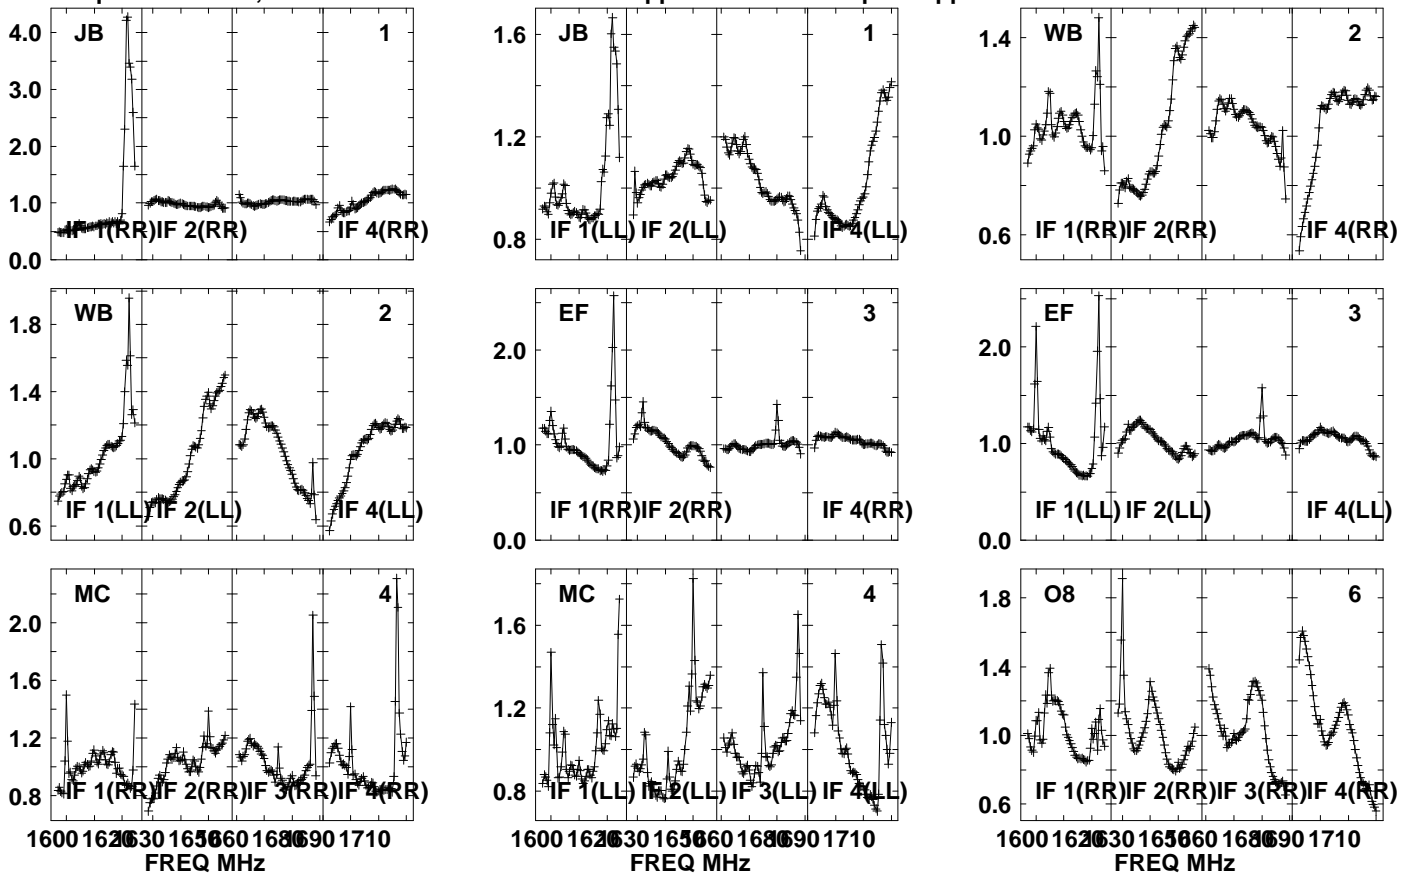 JB 1
4.0
3.0
2.0
1.0
0.0
IF 1(RR) IF 2(RR) IF 4(RR)
JB 1
1.6
1.2
0.8
IF 1(LL) IF 2(LL) IF 4(LL)
WB 2
1.4
1.0
0.6
IF 1(RR) IF 2(RR) IF 4(RR)
WB 2
1.8
1.4
1.0
0.6
IF 1(LL) IF 2(LL) IF 4(LL)
EF 3
2.0
1.0
0.0
IF 1(RR) IF 2(RR) IF 4(RR)
EF 3
2.0
1.0
0.0
IF 1(LL) IF 2(LL) IF 4(LL)
MC 4
2.0
1.6
1.2
0.8
IF 1(RR) IF 2(RR) IF 3(RR) IF 4(RR)
MC 4
1.6
1.2
0.8
IF 1(LL) IF 2(LL) IF 3(LL) IF 4(LL)
O8 6
1.8
1.4
1.0
0.6
IF 1(RR) IF 2(RR) IF 3(RR) IF 4(RR)
1600 1620 1630 1650 1660 1680 1690 1710
FREQ MHz
1600 1620 1630 1650 1660 1680 1690 1710
FREQ MHz
1600 1620 1630 1650 1660 1680 1690 1710
FREQ MHz